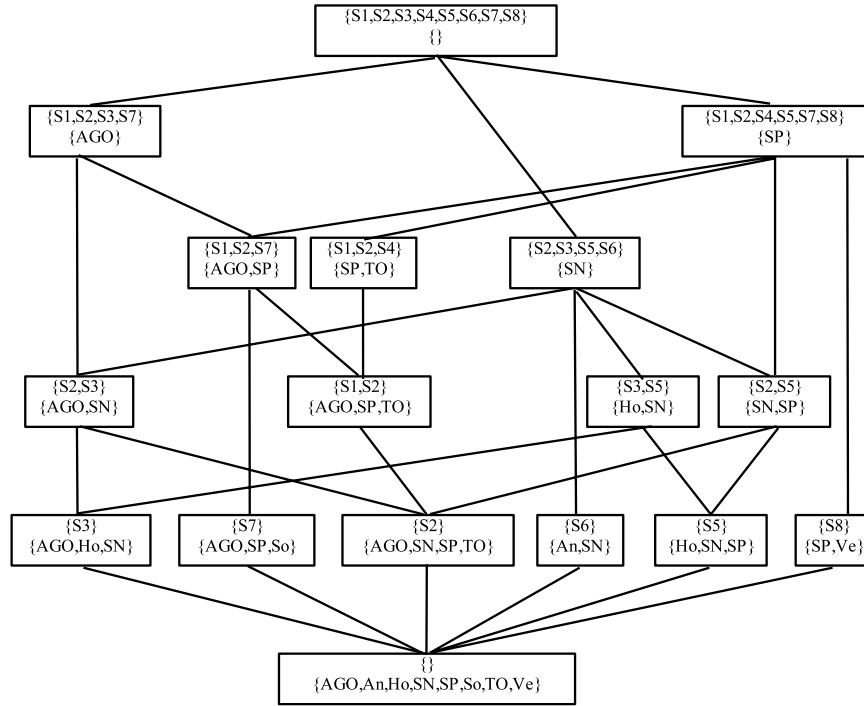 {S1,S2,S3,S4,S5,S6,S7,S8}
{}
{S1,S2,S3,S7}
{AGO}
{S1,S2,S4,S5,S7,S8}
{SP}
{S1,S2,S7}
{AGO,SP}
{S1,S2,S4}
{SP,TO}
{S2,S3,S5,S6}
{SN}
{S2,S3}
{AGO,SN}
{S1,S2}
{AGO,SP,TO}
{S3,S5}
{Ho,SN}
{S2,S5}
{SN,SP}
{S3}
{AGO,Ho,SN}
{S7}
{AGO,SP,So}
{S2}
{AGO,SN,SP,TO}
{S6}
{An,SN}
{S5}
{Ho,SN,SP}
{S8}
{SP,Ve}
{}
{AGO,An,Ho,SN,SP,So,TO,Ve}